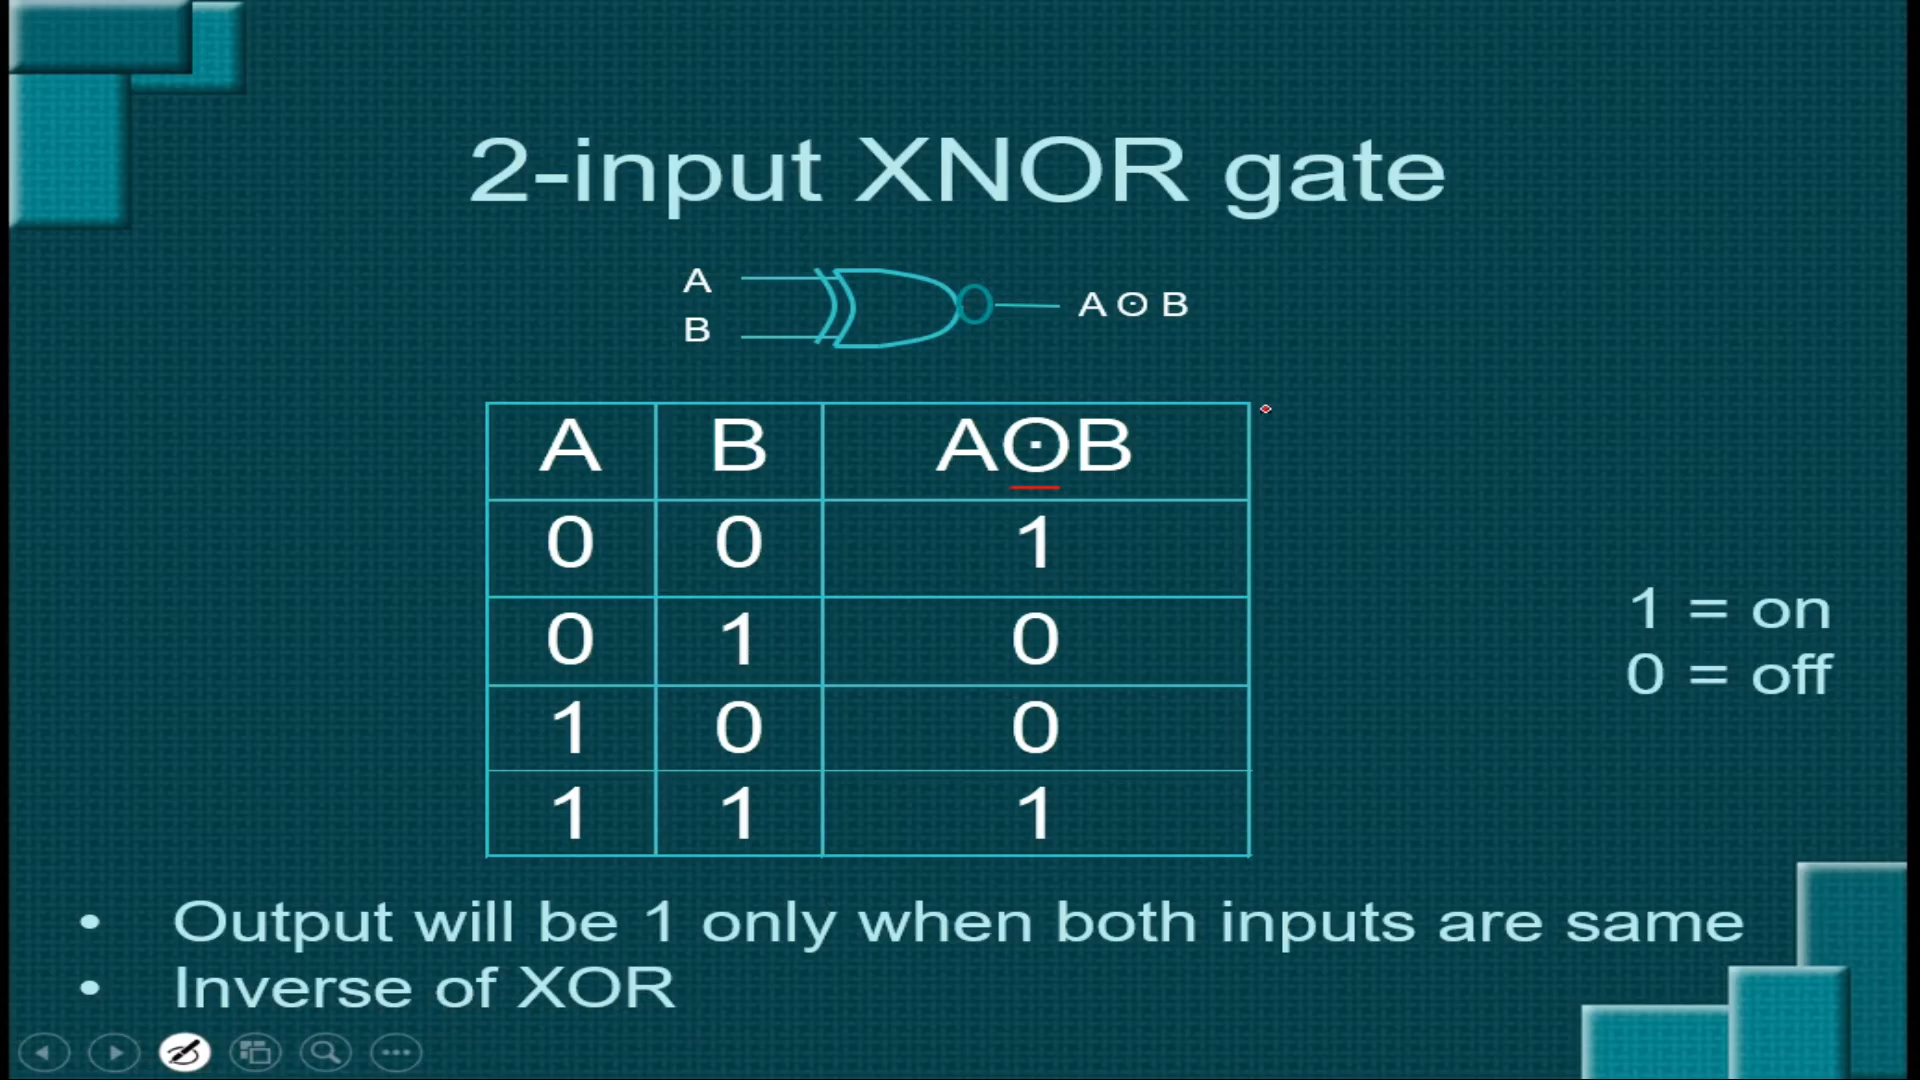 2-input XNOR gate
A
B
A ⊙ B
A B A⊙B
0 0 1
0 1 0
1 0 0
1 1 1
1 = on
0 = off
• Output will be 1 only when both inputs are same
• Inverse of XOR